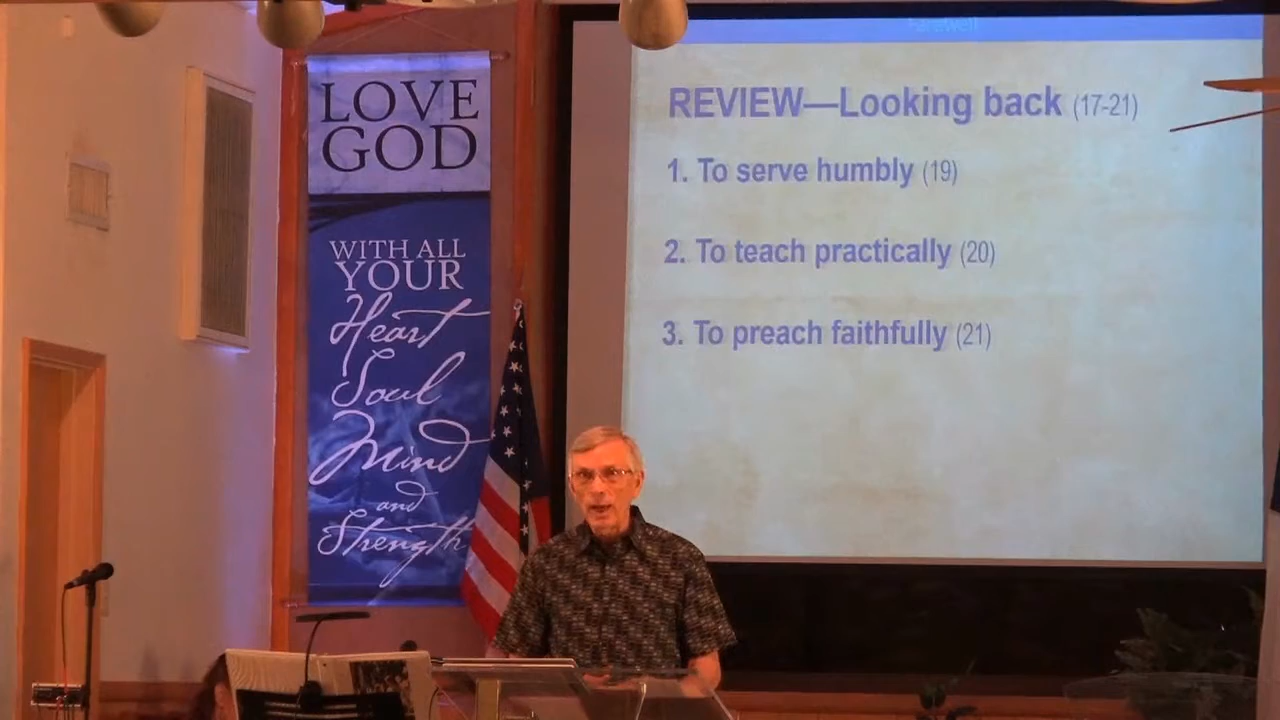 LOVE
GOD
WITH ALL
YOUR
Heart
Soul
Mind
and
Strength
Farewell
REVIEW—Looking back (17-21)
1. To serve humbly (19)
2. To teach practically (20)
3. To preach faithfully (21)